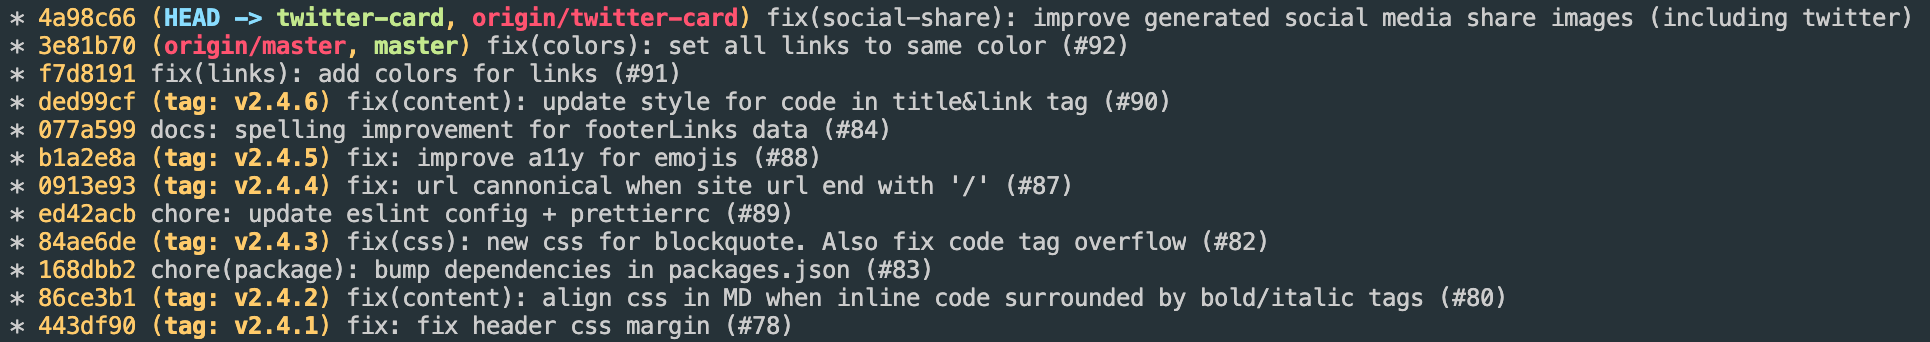 * 4a98c66 (HEAD -> twitter-card, origin/twitter-card) fix(social-share): improve generated social media share images (including twitter)
* 3e81b70 (origin/master, master) fix(colors): set all links to same color (#92)
* f7d8191 fix(links): add colors for links (#91)
* ded99cf (tag: v2.4.6) fix(content): update style for code in title&link tag (#90)
* 077a599 docs: spelling improvement for footerLinks data (#84)
* b1a2e8a (tag: v2.4.5) fix: improve a11y for emojis (#88)
* 0913e93 (tag: v2.4.4) fix: url cannonical when site url end with '/' (#87)
* ed42acb chore: update eslint config + prettierrc (#89)
* 84ae6de (tag: v2.4.3) fix(css): new css for blockquote. Also fix code tag overflow (#82)
* 168dbb2 chore(package): bump dependencies in packages.json (#83)
* 86ce3b1 (tag: v2.4.2) fix(content): align css in MD when inline code surrounded by bold/italic tags (#80)
* 443df90 (tag: v2.4.1) fix: fix header css margin (#78)